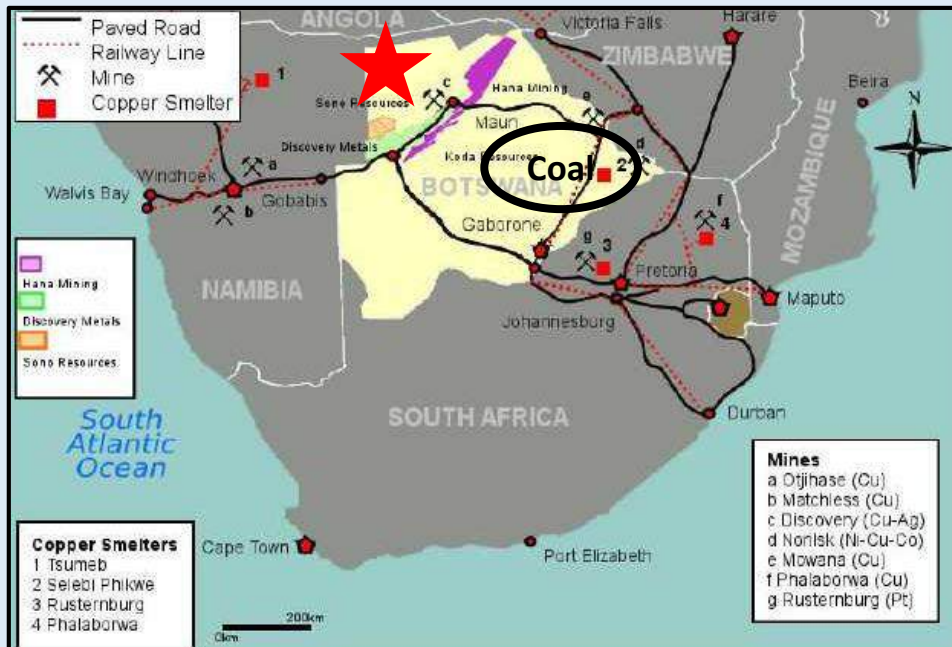 Paved Road
Railway Line
Mine
Copper Smelter
ANGOLA
Victoria Falls
Harare
ZIMBABWE
Beira
N
1
2
c
Hana Mining
Sono Resources
e
Maun
d
Discovery Metals
Koda Resources
Coal
2
BOTSWANA
MOZAMBIQUE
Windhoek
a
Walvis Bay
b
Gobabis
Gaborone
f
4
g
3
Pretoria
NAMIBIA
Maputo
Johannesburg
Hana Mining
Discovery Metals
Sono Resources
SOUTH AFRICA
Durban
South
Atlantic
Ocean
Cape Town
Port Elizabeth
200km
0km
Copper Smelters
1 Tsumeb
2 Selebi Phikwe
3 Rusternburg
4 Phalaborwa
Mines
a Otjihase (Cu)
b Matchless (Cu)
c Discovery (Cu-Ag)
d Norilsk (Ni-Cu-Co)
e Mowana (Cu)
f Phalaborwa (Cu)
g Rusternburg (Pt)